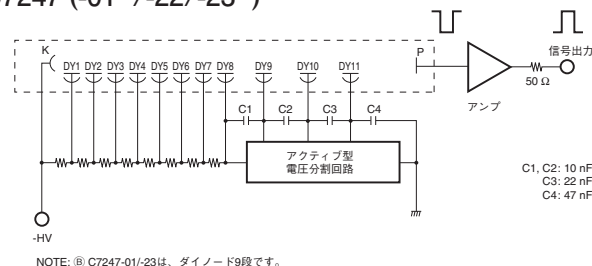 7247 (-01 /-22/-23 )
K
DY1 DY2 DY3 DY4 DY5 DY6 DY7 DY8 DY9 DY10 DY11
P
信号出力
50 Ω
アンプ
C1 C2 C3 C4
アクティブ型
電圧分割回路
C1, C2: 10 nF
C3: 22 nF
C4: 47 nF
-HV
NOTE: Ⓑ C7247-01/-23は、ダイノード9段です。